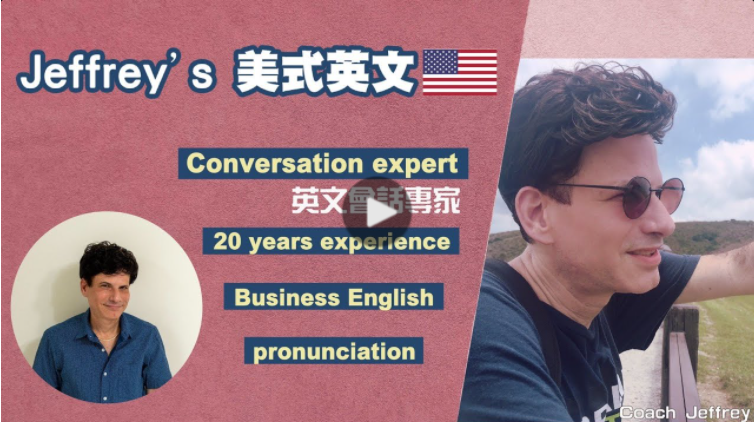 Jeffrey's 美式英文
Conversation expert
英文會話專家
20 years experience
Business English
pronunciation
Coach Jeffrey